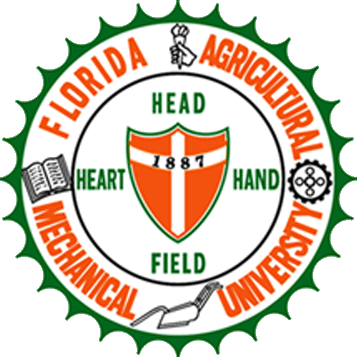 FLORIDA
AGRICULTURAL
MECHANICAL
UNIVERSITY
HEAD
HEART
1887
HAND
FIELD